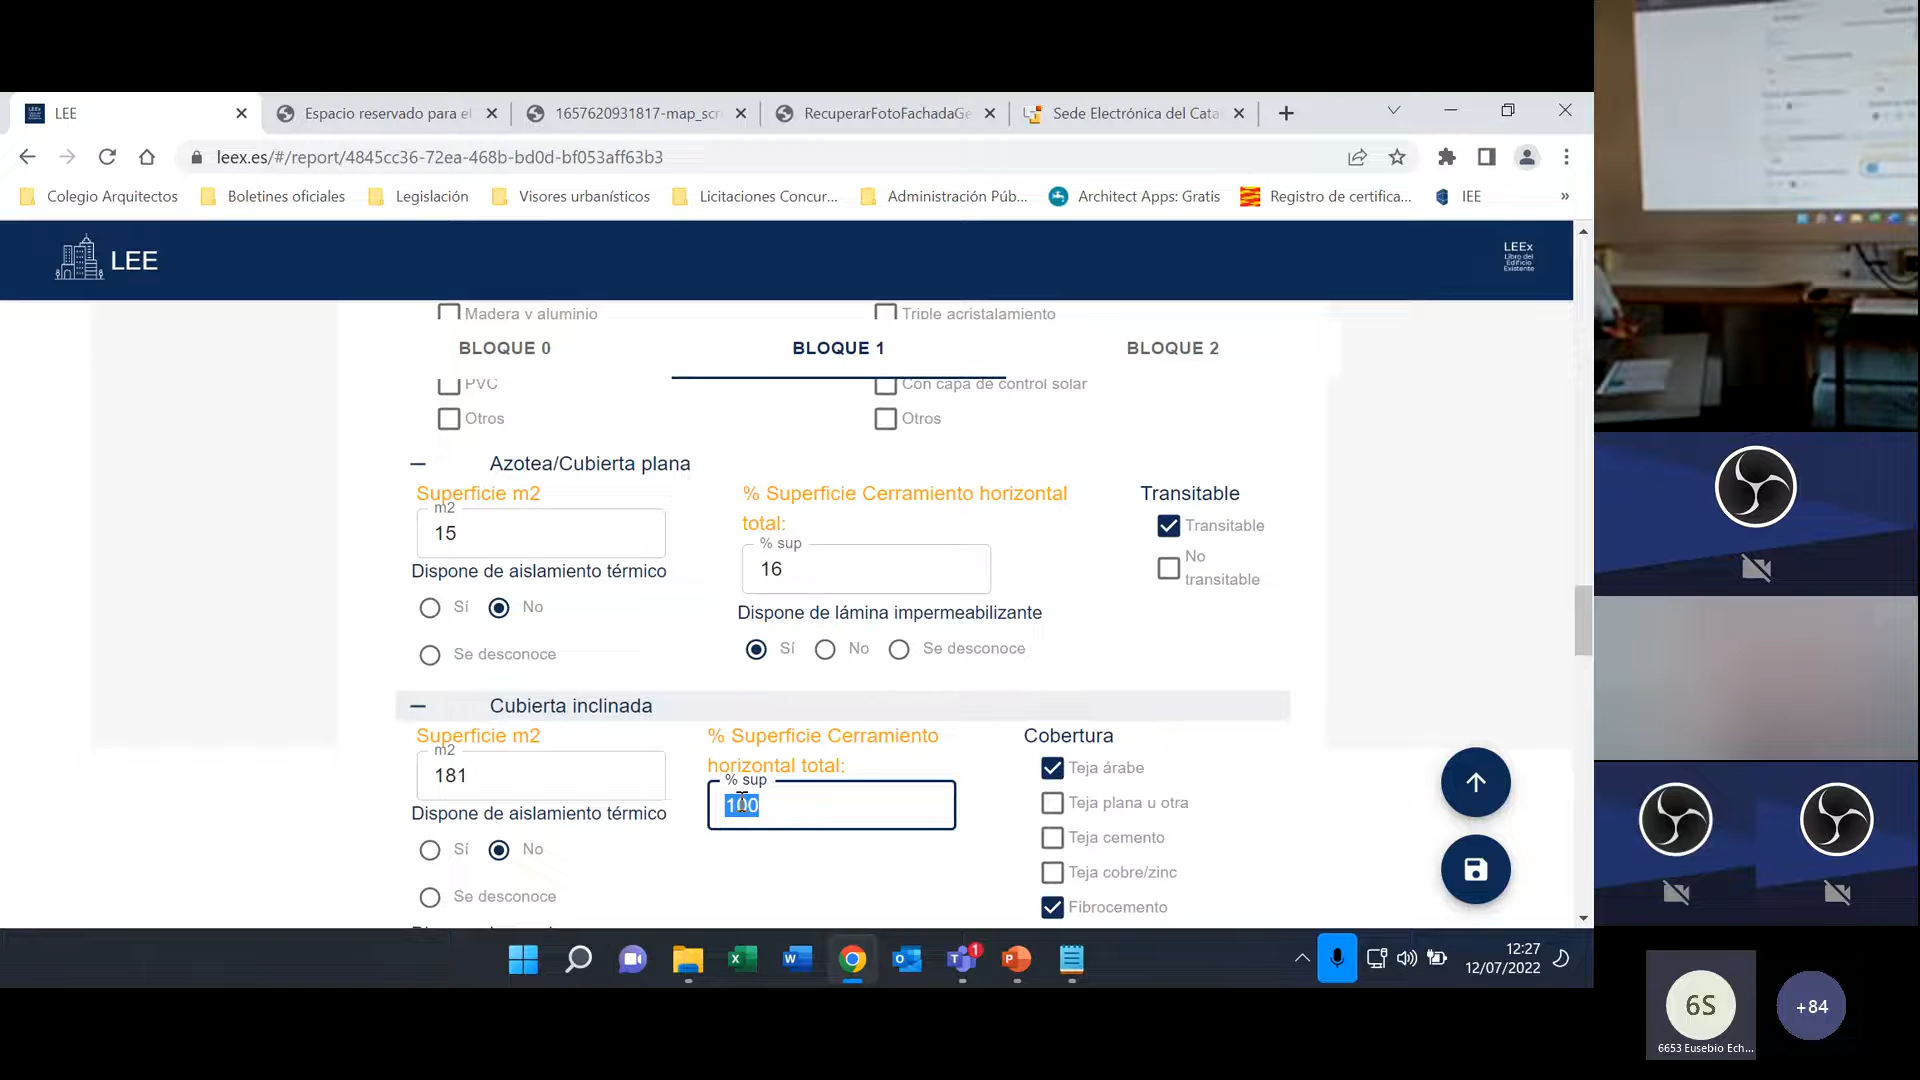 LEE
Espacio reservado para el
1657620931817-map_scr
RecuperarFotoFachadaGe
Sede Electrónica del Cata
leex.es/#/report/4845cc36-72ea-468b-bd0d-bf053aff63b3
Colegio Arquitectos
Boletines oficiales
Legislación
Visores urbanísticos
Licitaciones Concur...
Administración Púb...
Architect Apps: Gratis
Registro de certifica...
IEE
»
LEE
LEEx
Libro del
Edificio
Existente
Madera y aluminio
Triple acristalamiento
BLOQUE 0
BLOQUE 1
BLOQUE 2
PVC
Con capa de control solar
Otros
Otros
Azotea/Cubierta plana
Superficie m2
% Superficie Cerramiento horizontal
total:
Transitable
m2
15
% sup
16
Transitable
No
transitable
Dispone de aislamiento térmico
Sí
No
Se desconoce
Dispone de lámina impermeabilizante
Sí
No
Se desconoce
Cubierta inclinada
Superficie m2
% Superficie Cerramiento
horizontal total:
Cobertura
m2
181
% sup
100
Teja árabe
Teja plana u otra
Teja cemento
Teja cobre/zinc
Fibrocemento
Dispone de aislamiento térmico
Sí
No
Se desconoce
1
12:27
12/07/2022
6S
6653 Eusebio Ech...
+84